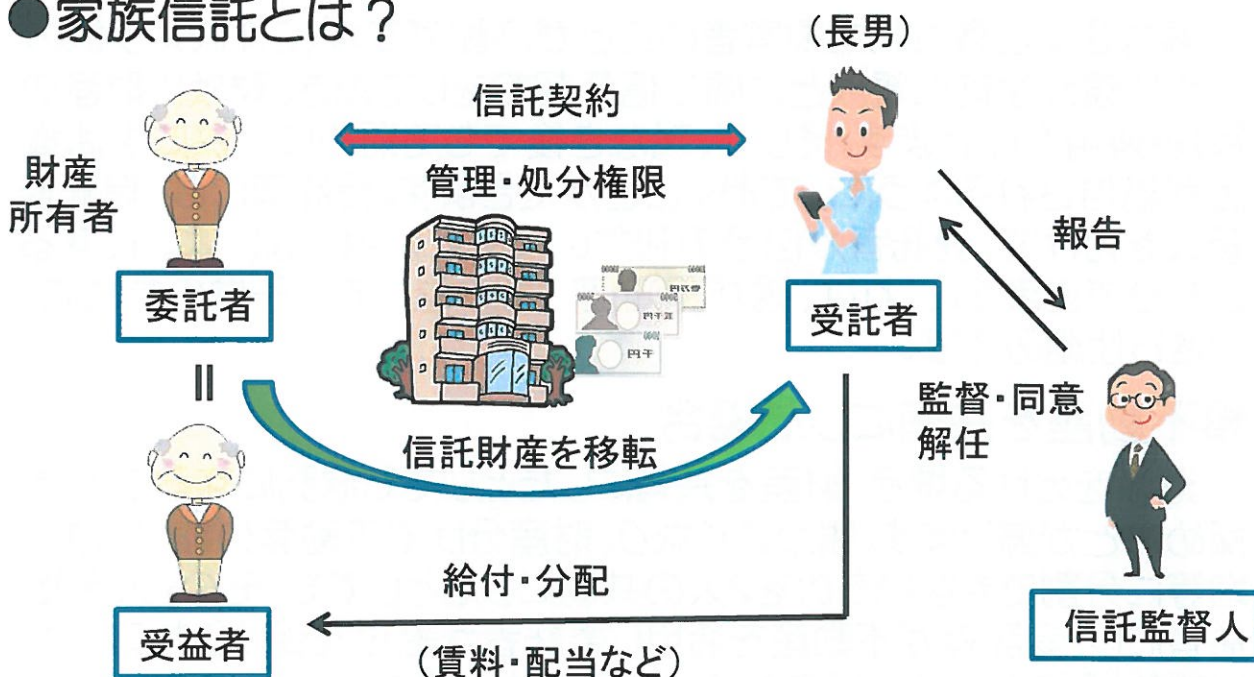 ●家族信託とは?
(長男)
信託契約
管理・処分権限
財産
所有者
委託者
受託者
報告
監督・同意
解任
信託財産を移転
給付・分配
(賃料・配当など)
受益者
信託監督人